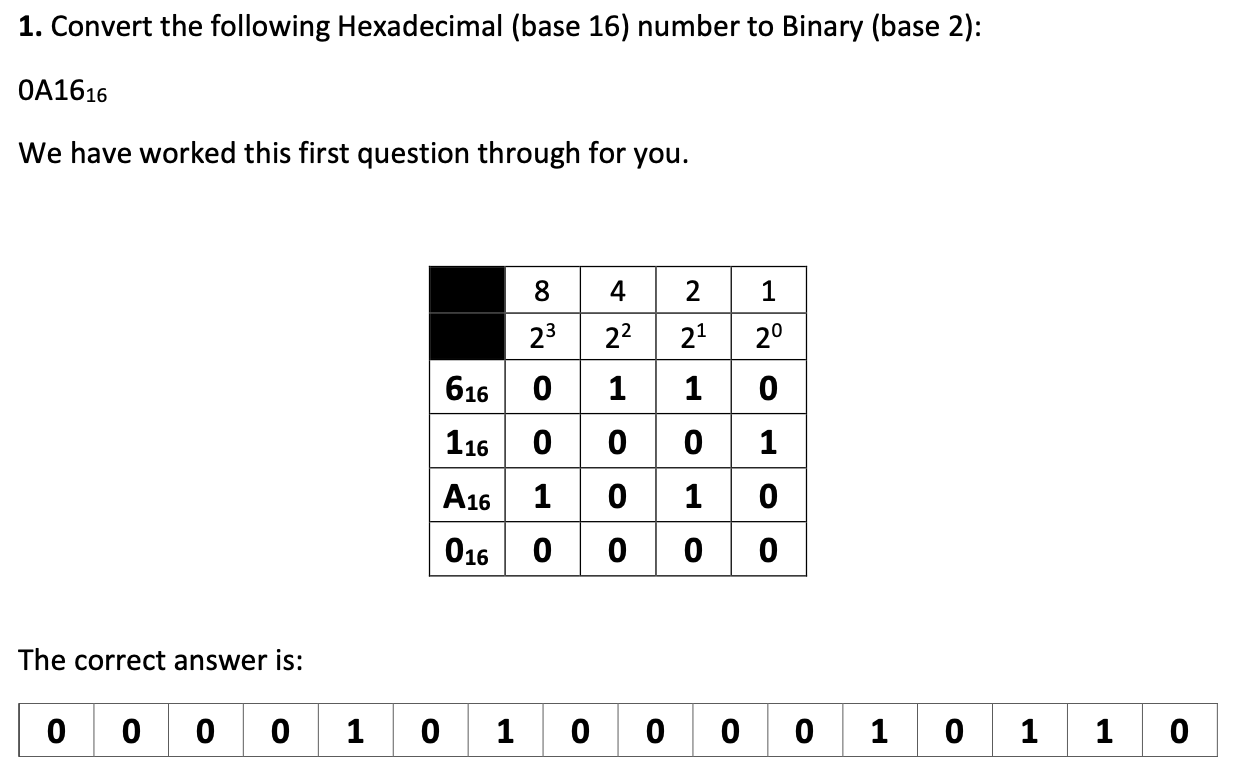 1. Convert the following Hexadecimal (base 16) number to Binary (base 2):
0A16₁₆
We have worked this first question through for you.
8 4 2 1
2³ 2² 2¹ 2⁰
6₁₆ 0 1 1 0
1₁₆ 0 0 0 1
A₁₆ 1 0 1 0
0₁₆ 0 0 0 0
The correct answer is:
0 0 0 0 1 0 1 0 0 0 0 1 0 1 1 0